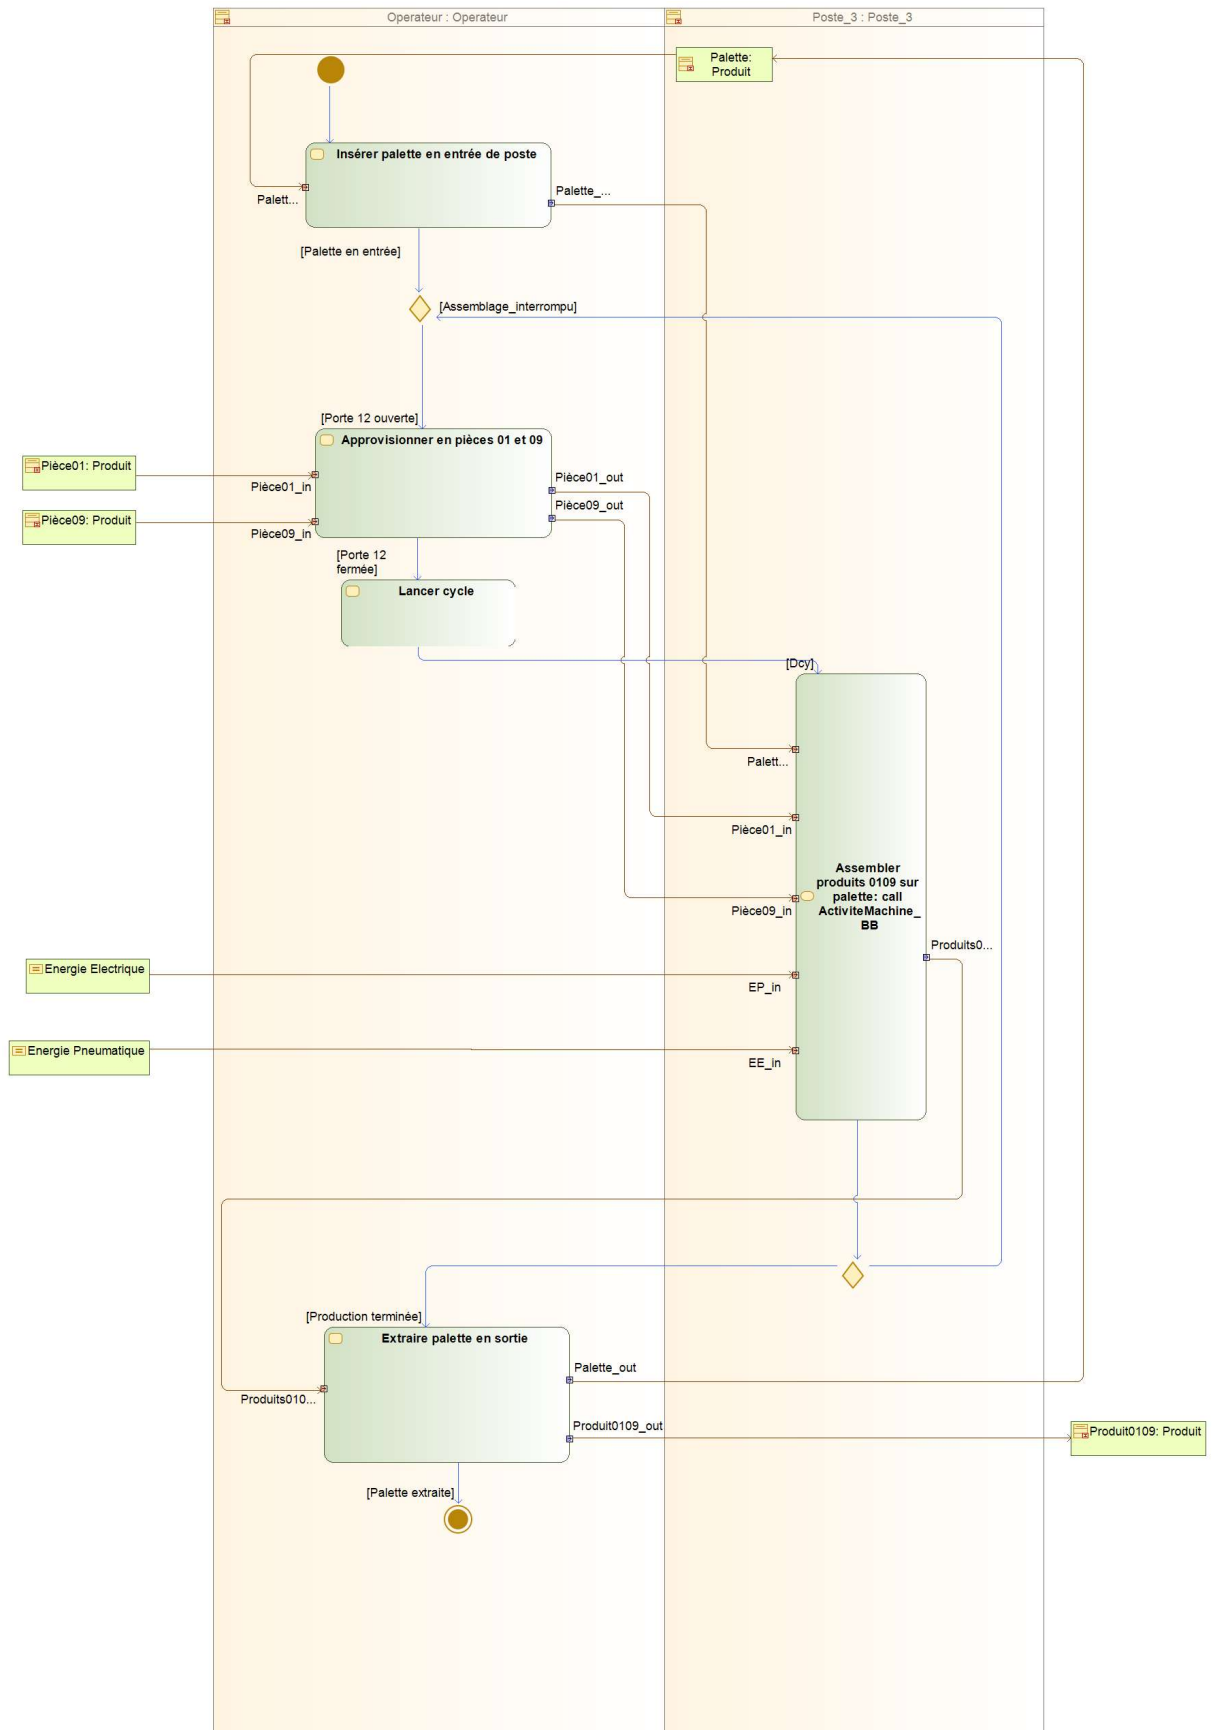 Operateur : Operateur
Poste_3 : Poste_3
Palette:
Produit
Insérer palette en entrée de poste
Palett...
Palette_...
[Palette en entrée]
[Assemblage_interrompu]
[Porte 12 ouverte]
Approvisionner en pièces 01 et 09
Pièce01: Produit
Pièce01_in
Pièce01_out
Pièce09: Produit
Pièce09_in
Pièce09_out
[Porte 12
fermée]
Lancer cycle
[Dcy]
Palett...
Pièce01_in
Pièce09_in
Assembler
produits 0109 sur
palette: call
ActiviteMachine_
BB
Produits0...
Energie Electrique
EP_in
Energie Pneumatique
EE_in
[Production terminée]
Extraire palette en sortie
Palette_out
Produits010...
Produit0109_out
Produit0109: Produit
[Palette extraite]